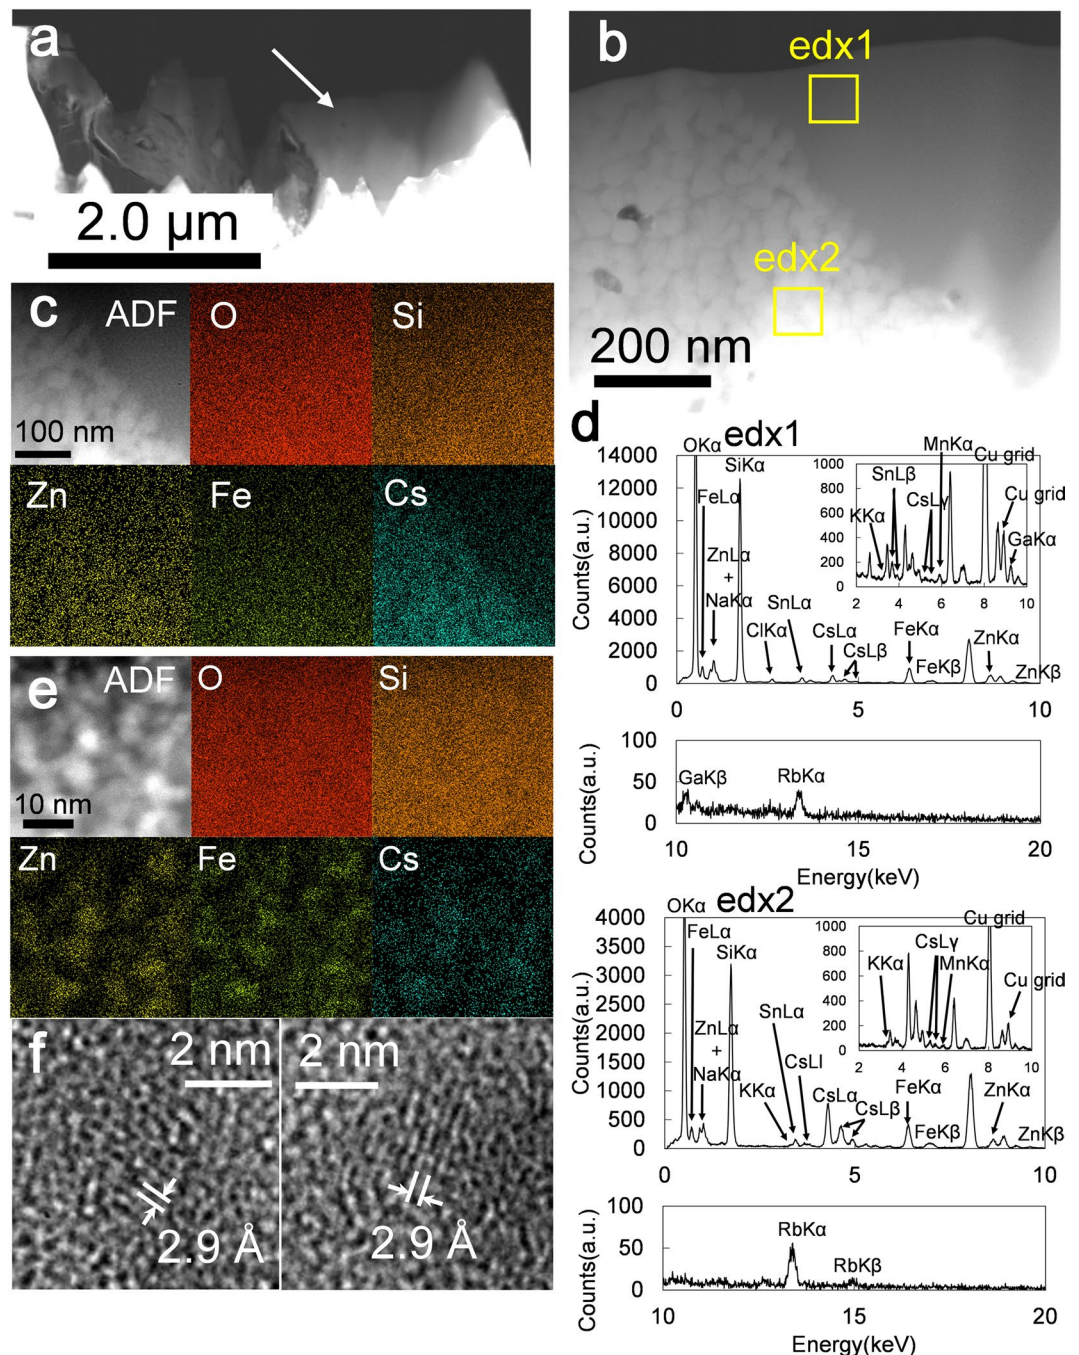 a
2.0 µm
b
edx1
edx2
200 nm
c
ADF
O
Si
100 nm
Zn
Fe
Cs
d
edx1
Counts(a.u.)
14000
12000
10000
8000
6000
4000
2000
0
OKα
FeLα
ZnLα
+
NaKα
SiKα
ClKα
SnLα
CsLα
CsLβ
FeKα
FeKβ
ZnKα
ZnKβ
0
5
10
1000
800
600
400
200
0
KKα
SnLβ
CsLγ
MnKα
Cu grid
Cu grid
GaKα
2
4
6
8
10
Counts(a.u.)
100
50
0
GaKβ
RbKα
10
15
20
Energy(keV)
e
ADF
O
Si
10 nm
Zn
Fe
Cs
edx2
Counts(a.u.)
4000
3500
3000
2500
2000
1500
1000
500
0
OKα
FeLα
ZnLα
+
NaKα
SiKα
KKα
SnLα
CsLl
CsLα
CsLβ
FeKα
FeKβ
ZnKα
ZnKβ
0
5
10
1000
800
600
400
200
0
KKα
CsLγ
MnKα
Cu grid
Cu grid
2
4
6
8
10
Counts(a.u.)
100
50
0
RbKα
RbKβ
10
15
20
Energy(keV)
f
2 nm
2.9 Å
2 nm
2.9 Å